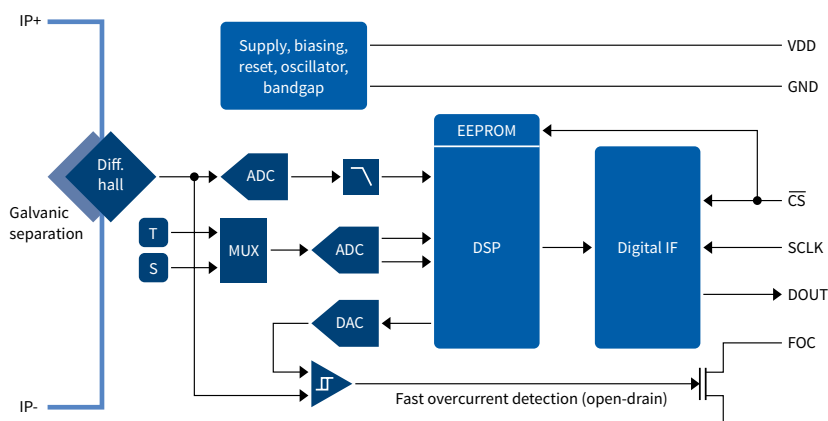 IP+
Supply, biasing,
reset, oscillator,
bandgap
VDD
GND
EEPROM
Diff.
hall
ADC
CS
Galvanic
separation
T
S
MUX
ADC
DSP
Digital IF
SCLK
DOUT
DAC
FOC
Fast overcurrent detection (open-drain)
IP-